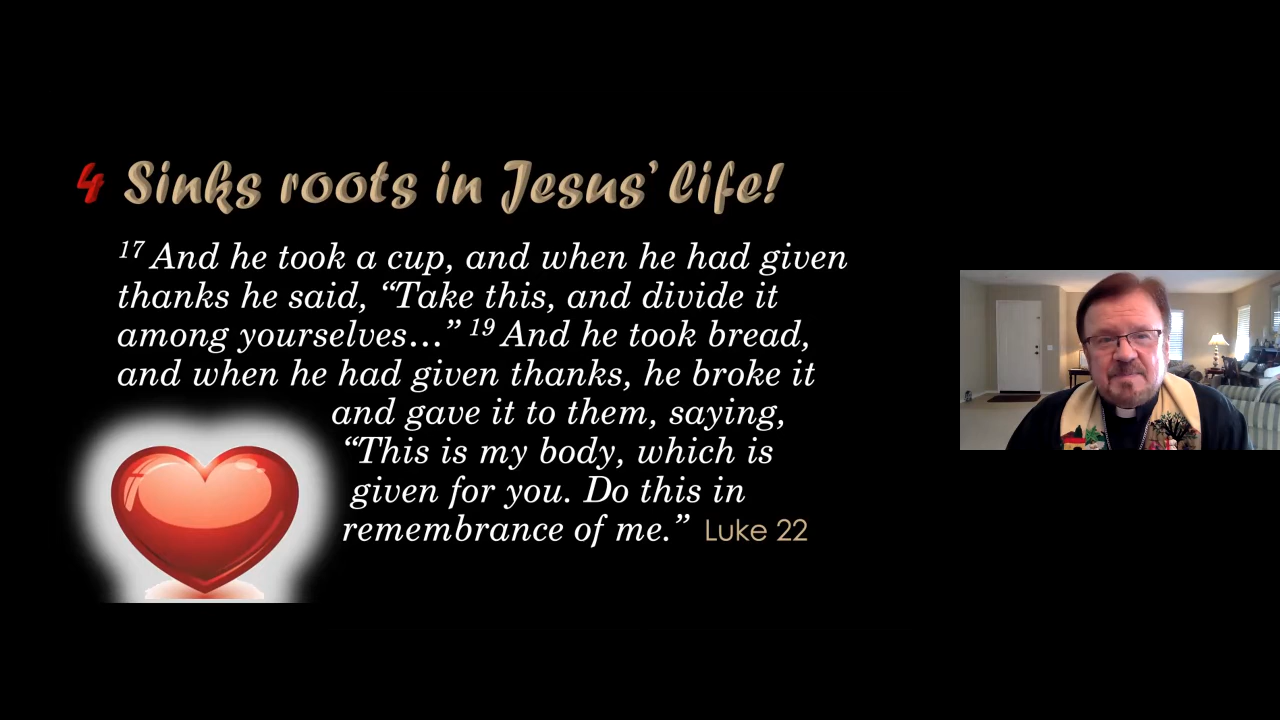 4 Sinks roots in Jesus’ life!
17 And he took a cup, and when he had given
thanks he said, “Take this, and divide it
among yourselves…” 19 And he took bread,
and when he had given thanks, he broke it
and gave it to them, saying,
“This is my body, which is
given for you. Do this in
remembrance of me.” Luke 22